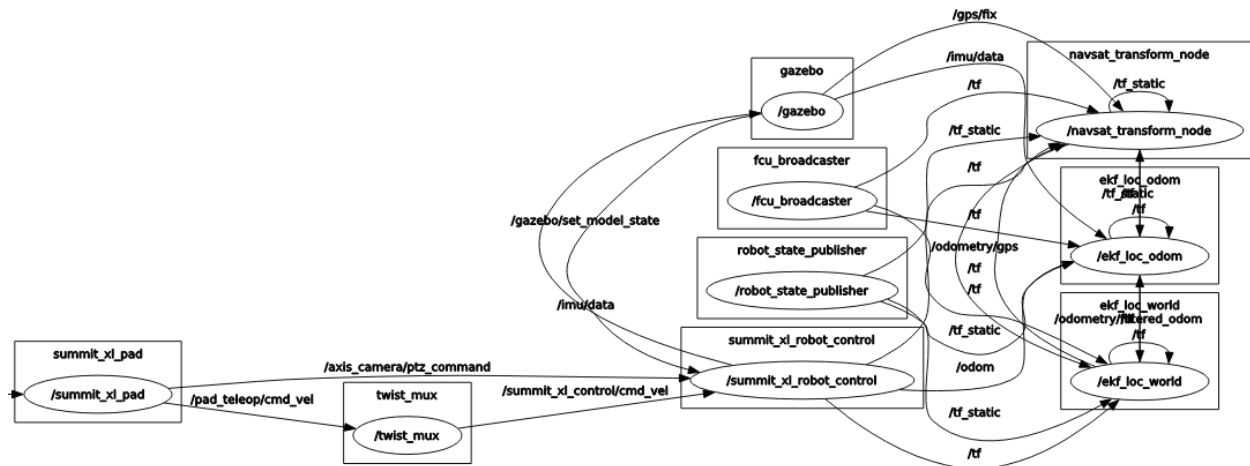 /gps/fix
navsat_transform_node
/imu/data
gazebo
/tf_static
/tf
/gazebo
/navsat_transform_node
/tf_static
fcu_broadcaster
/tf
ekf_loc_odom
/fcu_broadcaster
/tf
/tf
/gazebo/set_model_state
/odometry/gps
robot_state_publisher
/ekf_loc_odom
/tf
/robot_state_publisher
/tf
/imu/data
ekf_loc_world
/tf_static
/tf
summit_xl_robot_control
summit_xl_pad
/axis_camera/ptz_command
/odom
/summit_xl_robot_control
/ekf_loc_world
/summit_xl_pad
/pad_teleop/cmd_vel
twist_mux
/summit_xl_control/cmd_vel
/tf_static
/twist_mux
/tf